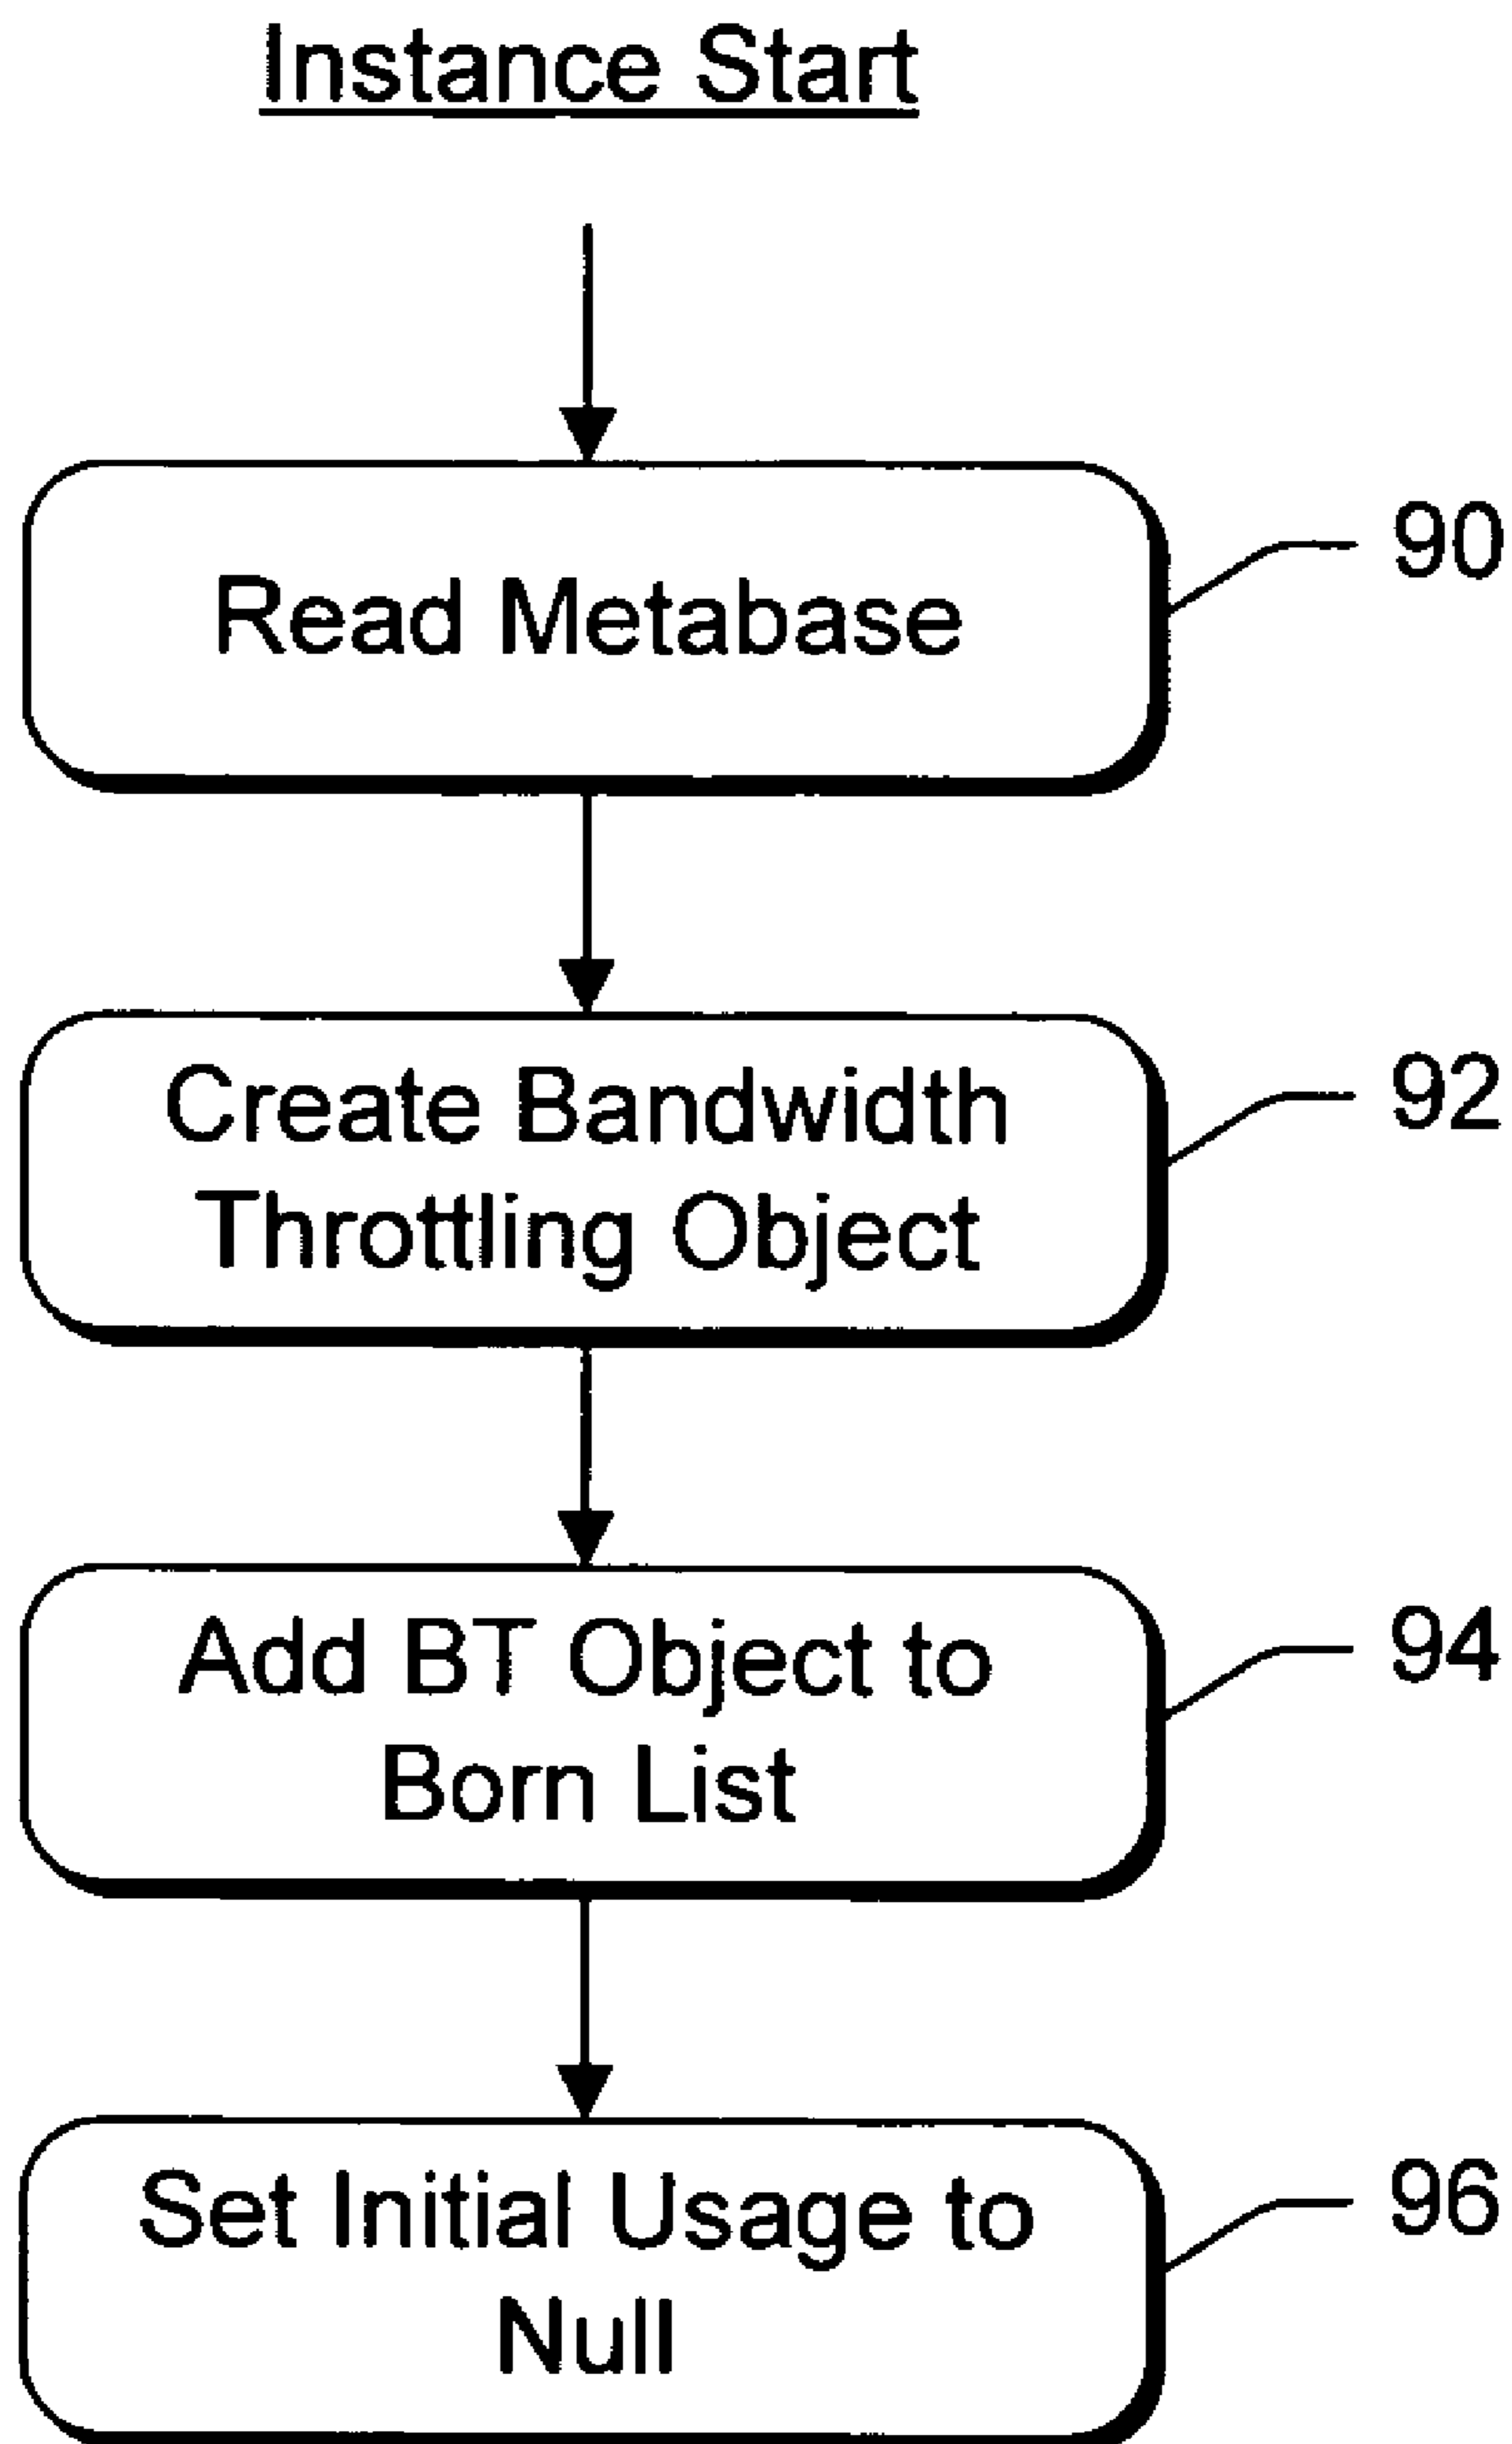 Instance Start
Read Metabase
90
Create Bandwidth
Throttling Object
92
Add BT Object to
Born List
94
Set Initial Usage to
Null
96